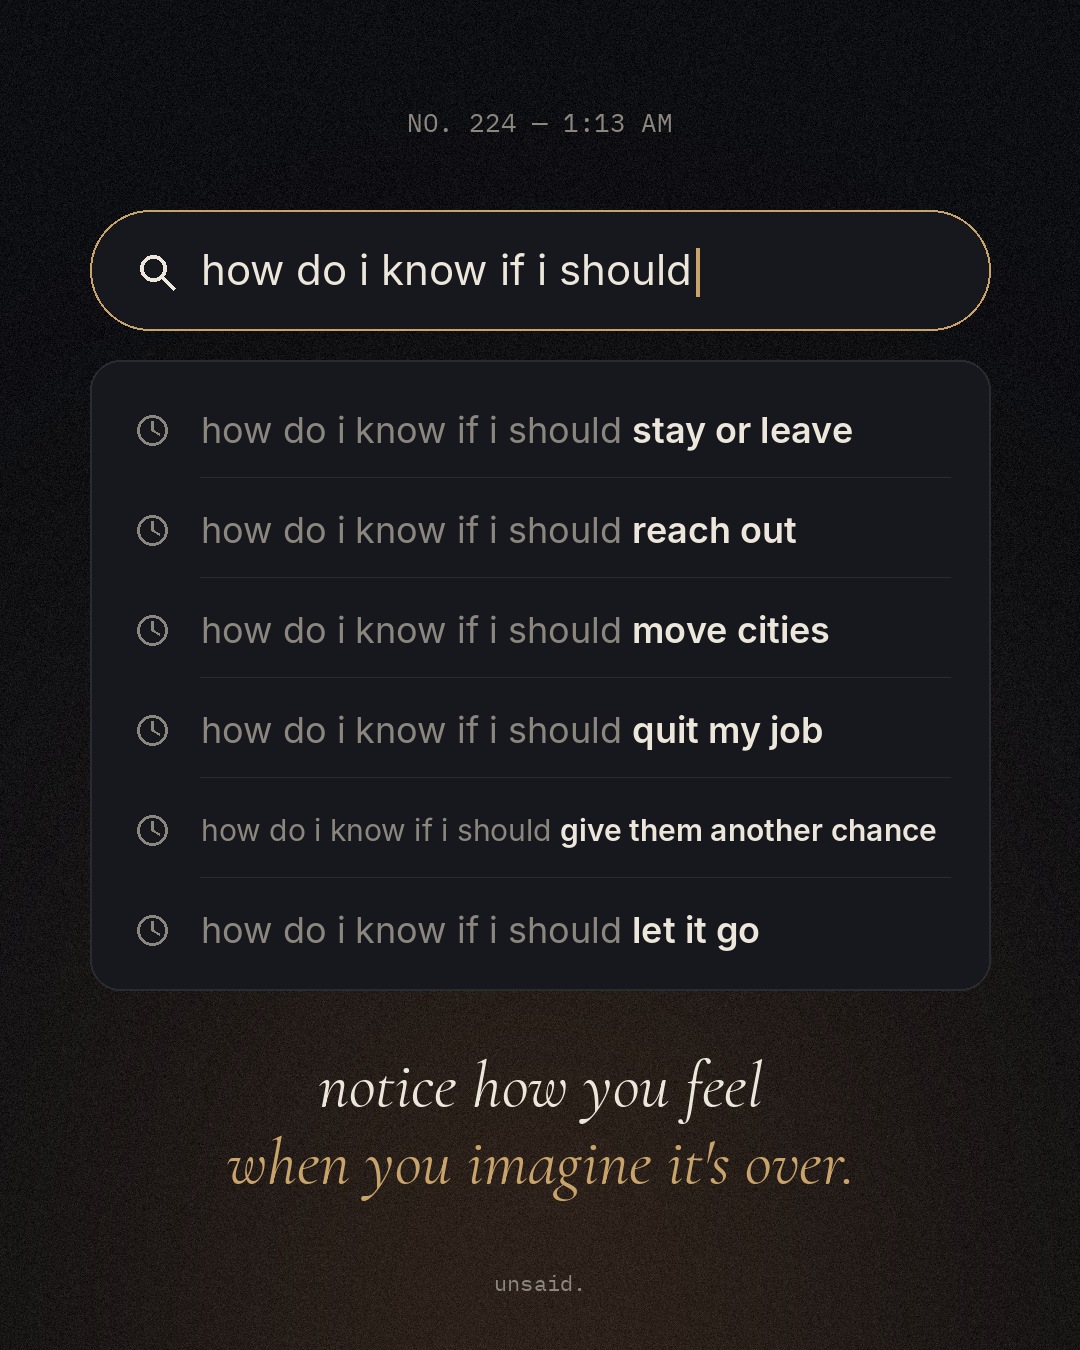 NO. 224 — 1:13 AM
how do i know if i should
how do i know if i should stay or leave
how do i know if i should reach out
how do i know if i should move cities
how do i know if i should quit my job
how do i know if i should give them another chance
how do i know if i should let it go
notice how you feel
when you imagine it's over.
unsaid.